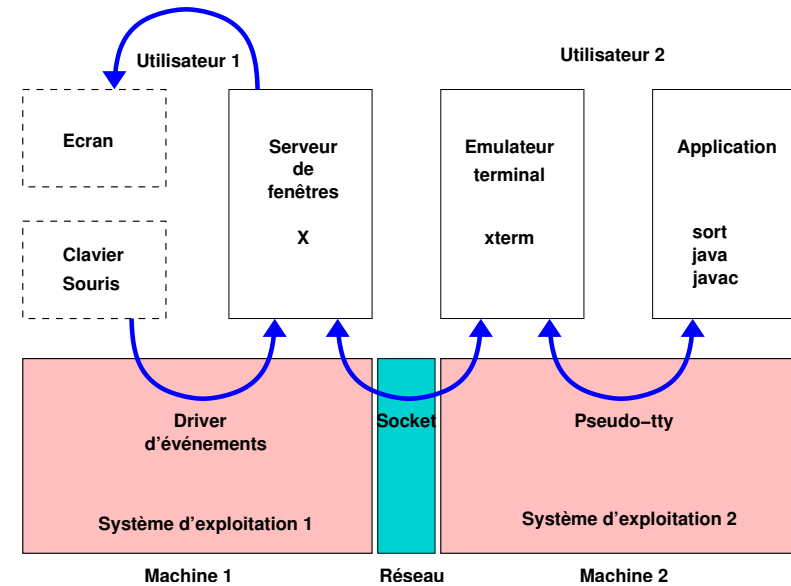 Utilisateur 1
Utilisateur 2
Ecran
Serveur
de
fenêtres
X
Emulateur
terminal
xterm
Application
sort
java
javac
Clavier
Souris
Driver
d'événements
Socket
Pseudo−tty
Système d'exploitation 1
Système d'exploitation 2
Machine 1
Réseau
Machine 2